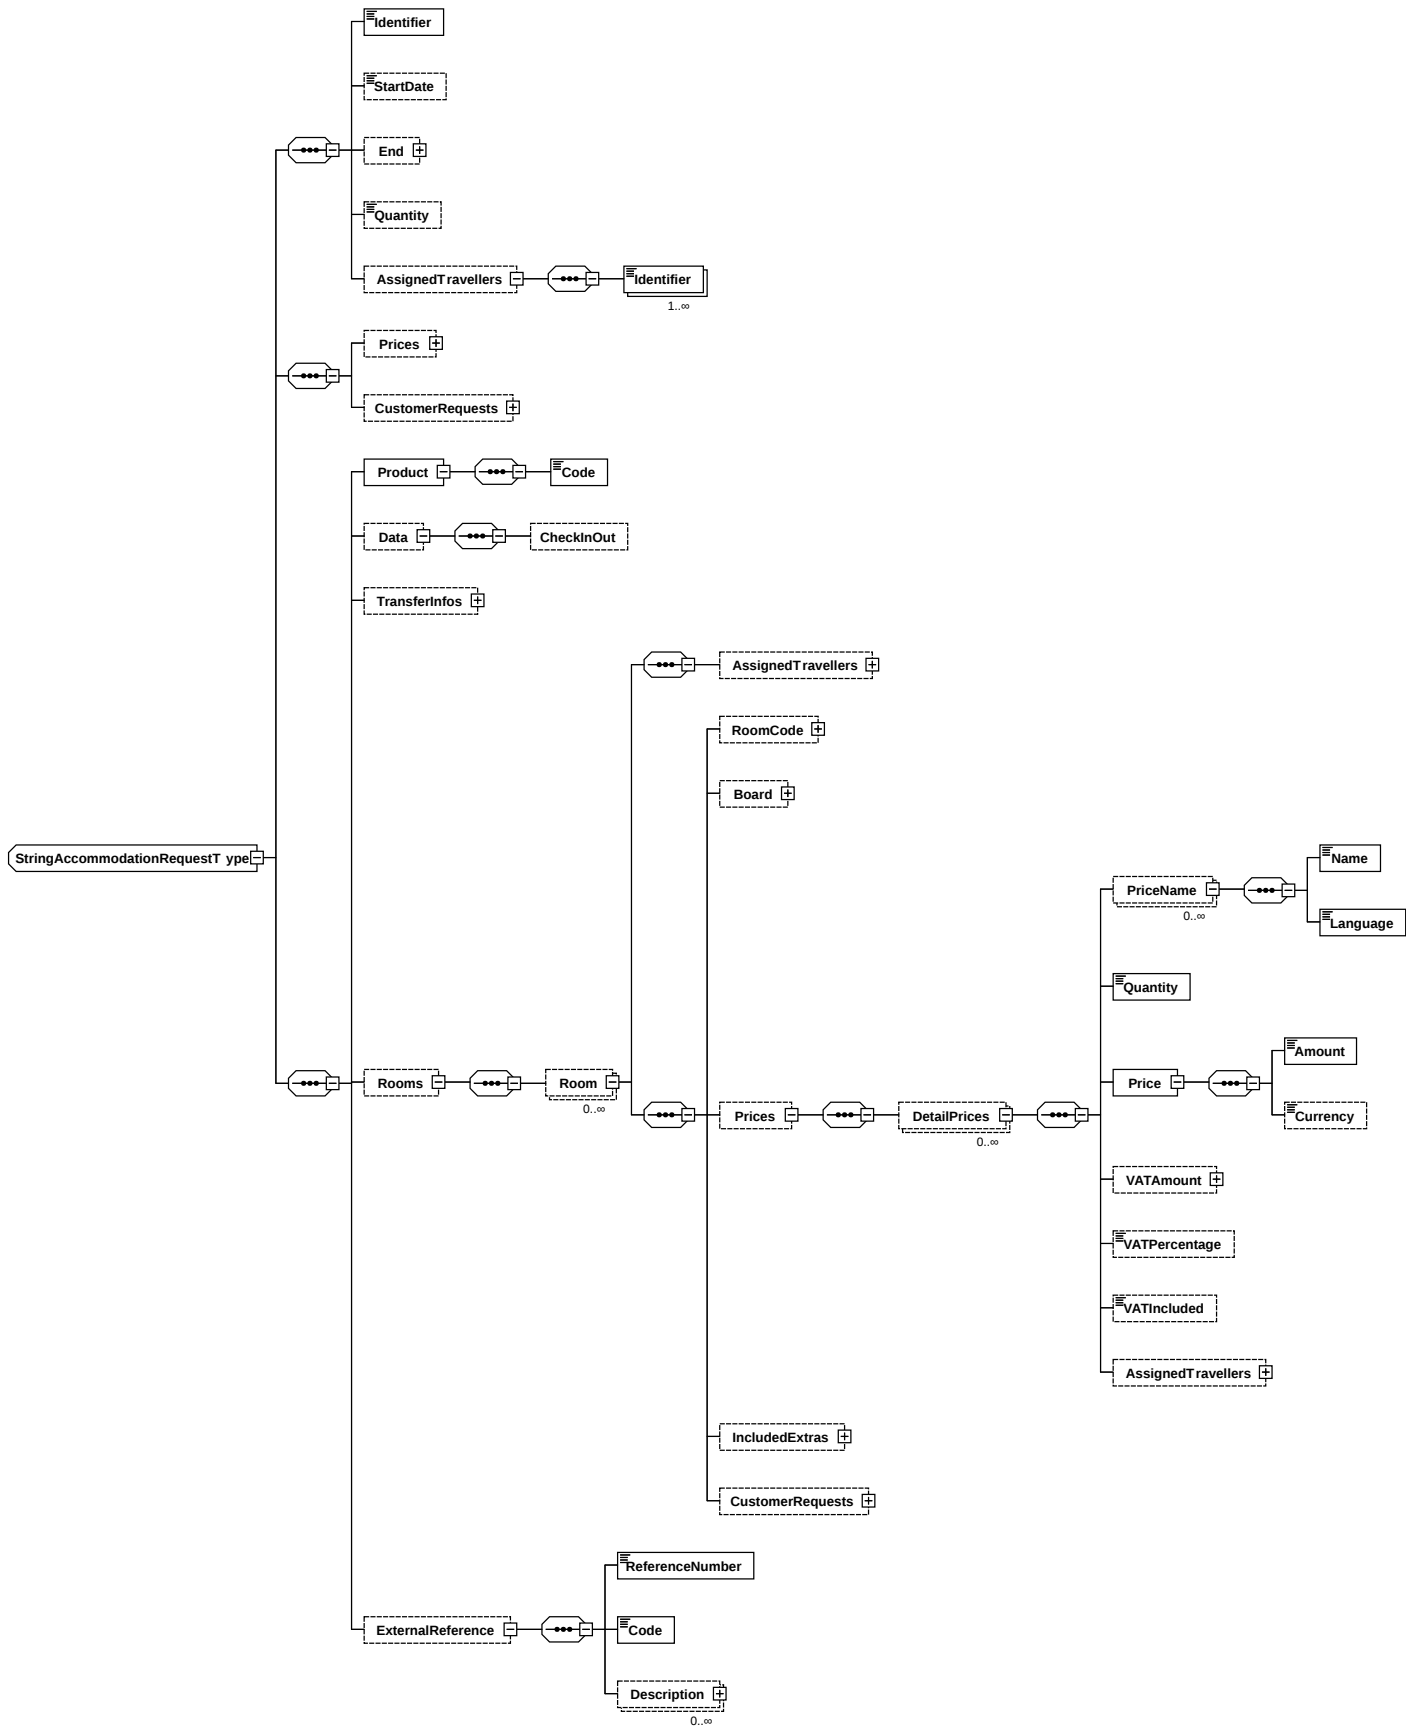 Identifier
StartDate
End
Quantity
AssignedTravellers
Identifier
1..∞
Prices
CustomerRequests
Product
Code
Data
CheckInOut
TransferInfos
AssignedTravellers
RoomCode
Board
StringAccommodationRequestType
PriceName
0..∞
Name
Language
Quantity
Rooms
Room
0..∞
Prices
DetailPrices
0..∞
Price
Amount
Currency
VATAmount
VATPercentage
VATIncluded
AssignedTravellers
IncludedExtras
CustomerRequests
ExternalReference
ReferenceNumber
Code
Description
0..∞